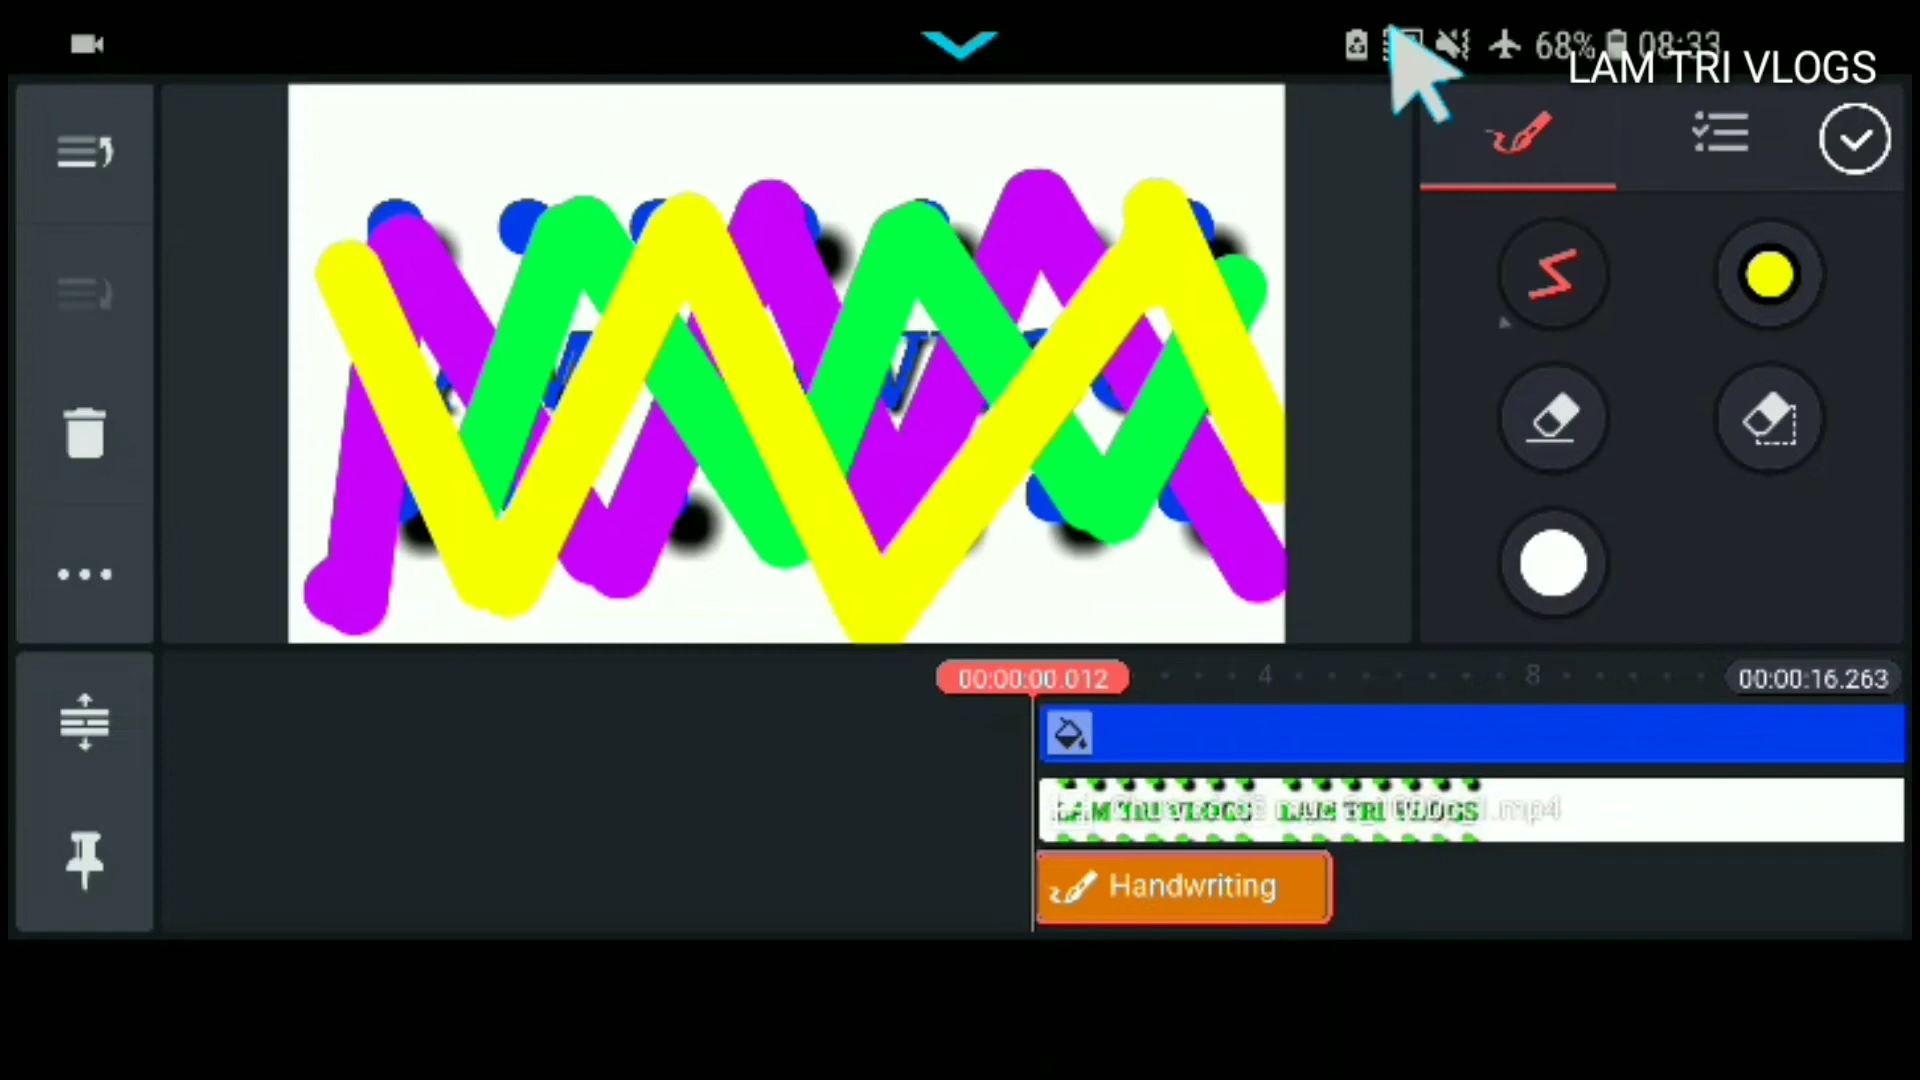 68% 08:33
LAM TRI VLOGS
00:00:00.012
4
8
00:00:16.263
LAM TRI VLOGS LAM TRI VLOGS
.mp4
Handwriting